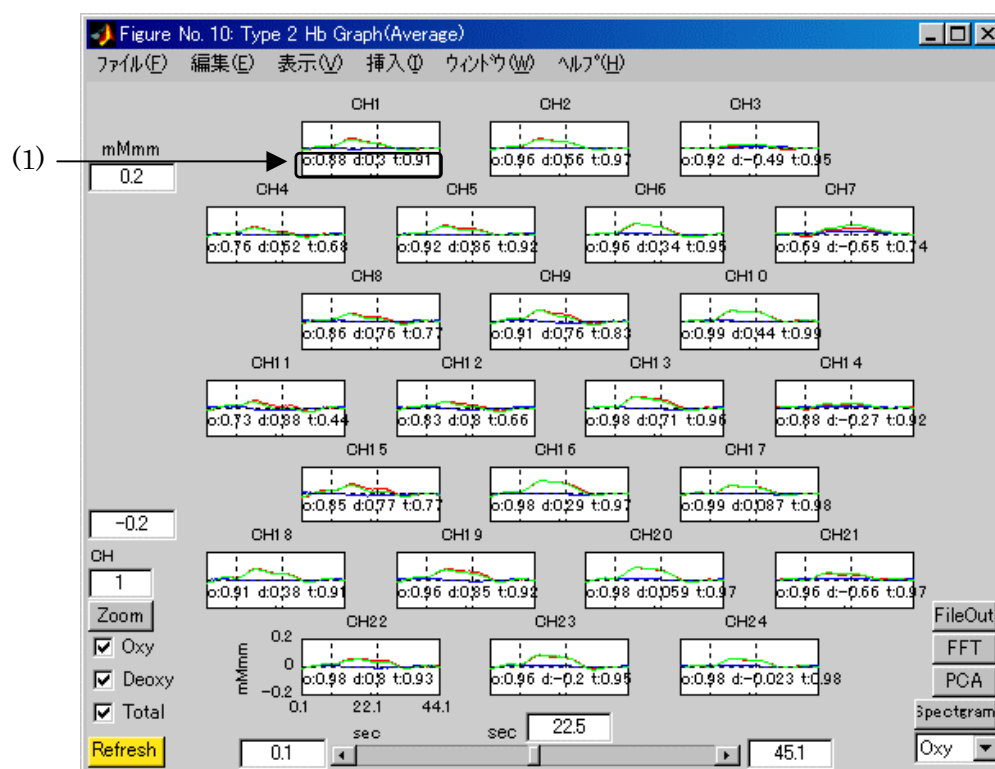 Figure No. 10: Type 2 Hb Graph(Average)
ファイル(F) 編集(E) 表示(V) 挿入(I) ウィンドウ(W) ヘルプ(H)
CH1 CH2 CH3
(1)
mMmm
0.2
o:0.88 d:0.3 t:0.91 o:0.96 d:0.56 t:0.97 o:0.92 d:-0.49 t:0.95
CH4 CH5 CH6 CH7
o:0.76 d:0.52 t:0.68 o:0.92 d:0.36 t:0.92 o:0.96 d:0.34 t:0.95 o:0.69 d:-0.65 t:0.74
CH8 CH9 CH10
o:0.86 d:0.76 t:0.77 o:0.91 d:0.76 t:0.83 o:0.99 d:0.44 t:0.99
CH11 CH12 CH13 CH14
o:0.73 d:0.88 t:0.44 o:0.83 d:0.8 t:0.66 o:0.98 d:0.71 t:0.96 o:0.88 d:-0.27 t:0.92
CH15 CH16 CH17
o:0.85 d:0.77 t:0.77 o:0.98 d:0.29 t:0.97 o:0.99 d:0.087 t:0.98
-0.2
CH18 CH19 CH20 CH21
o:0.91 d:0.38 t:0.91 o:0.96 d:0.85 t:0.92 o:0.98 d:0.059 t:0.97 o:0.96 d:-0.66 t:0.97
CH
1
Zoom
CH22 CH23 CH24
0.2
0
-0.2
mMmm
o:0.98 d:0.8 t:0.93 o:0.96 d:-0.2 t:0.95 o:0.98 d:-0.023 t:0.98
0.1 22.1 44.1
sec
Oxy
Deoxy
Total
Refresh
sec 22.5
0.1 45.1
FileOut
FFT
PCA
Spectgram
Oxy